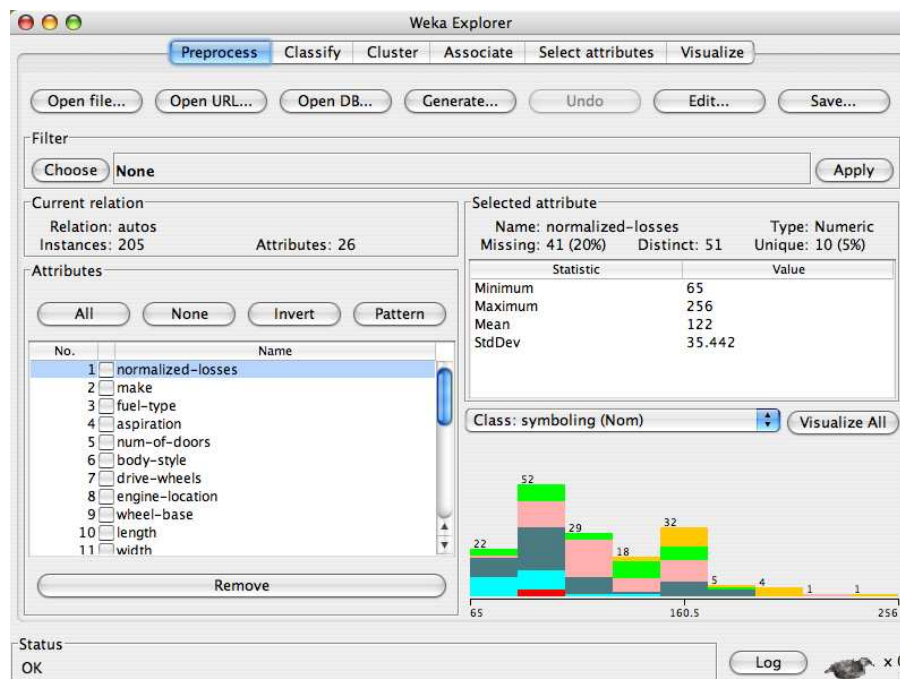 Weka Explorer
Preprocess Classify Cluster Associate Select attributes Visualize
Open file... Open URL... Open DB... Generate... Undo Edit... Save...
Filter
Choose None Apply
Current relation
Relation: autos
Instances: 205 Attributes: 26
Attributes
All None Invert Pattern
No. Name
1 normalized-losses
2 make
3 fuel-type
4 aspiration
5 num-of-doors
6 body-style
7 drive-wheels
8 engine-location
9 wheel-base
10 length
11 width
Remove
Selected attribute
Name: normalized-losses Type: Numeric
Missing: 41 (20%) Distinct: 51 Unique: 10 (5%)
Statistic Value
Minimum 65
Maximum 256
Mean 122
StdDev 35.442
Class: symboling (Nom) Visualize All
22 52 29 18 32 5 4 1 1
65 160.5 256
Status
OK
Log x